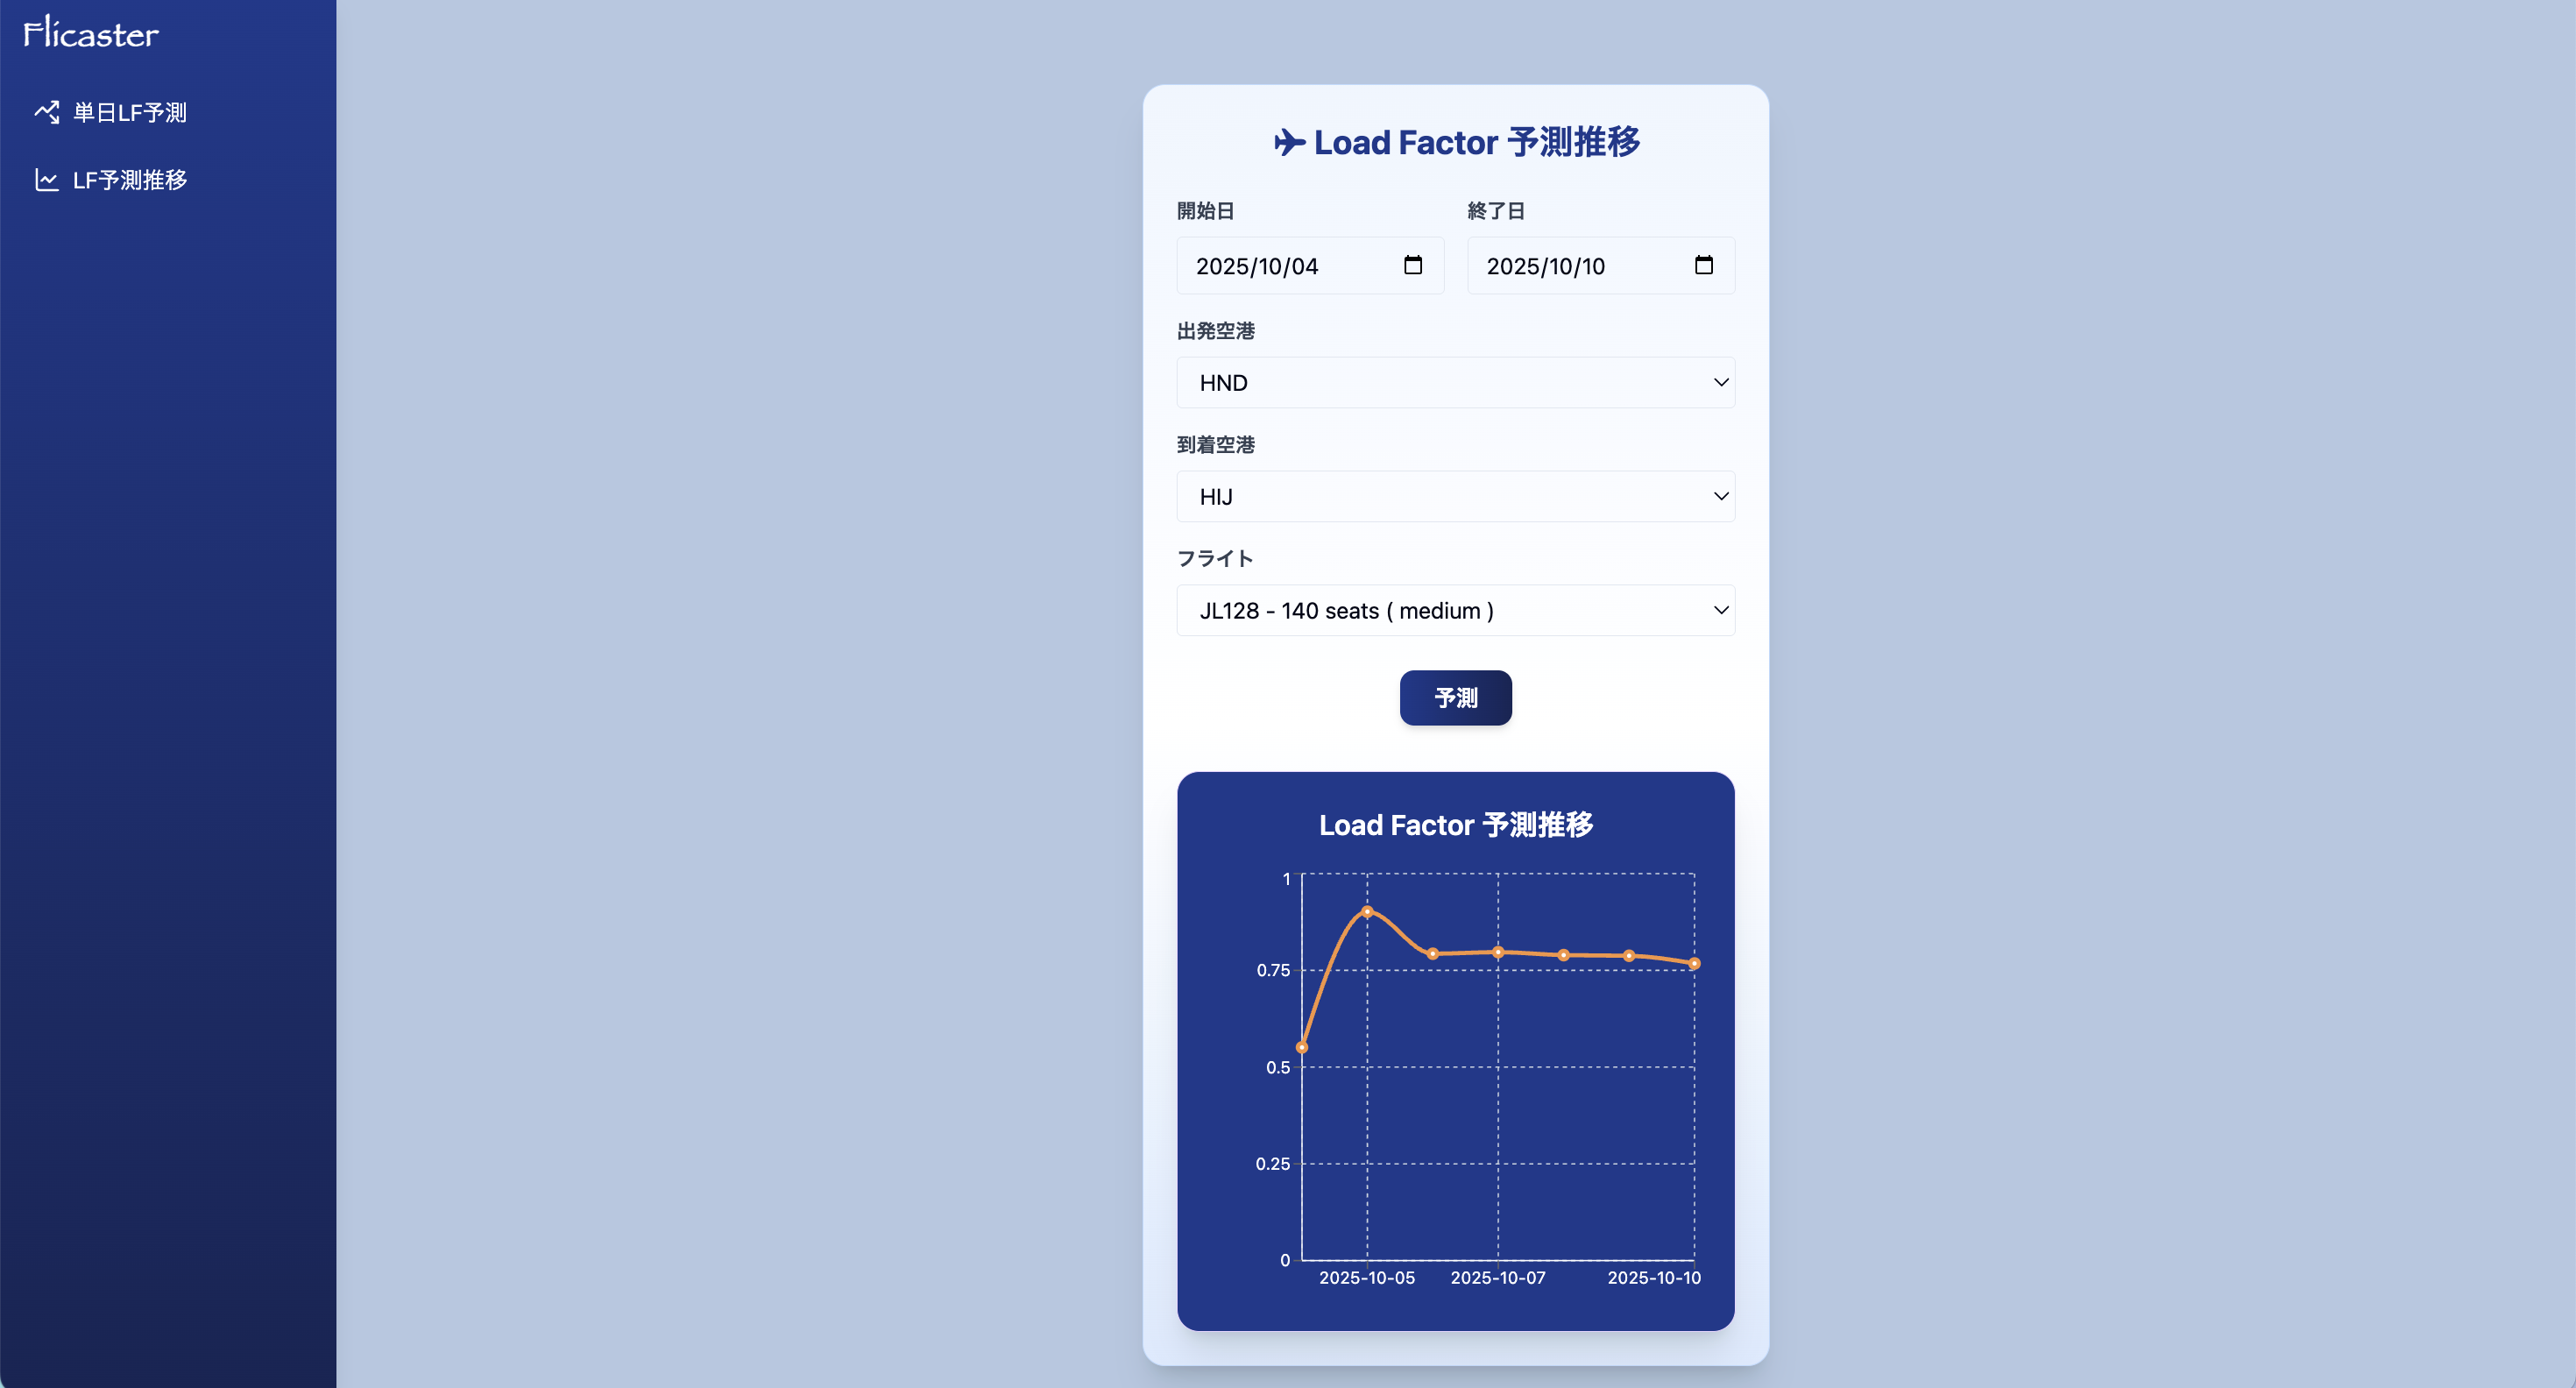 Flicaster
単日LF予測
LF予測推移
Load Factor 予測推移
開始日 終了日
2025/10/04 2025/10/10
出発空港
HND
到着空港
HIJ
フライト
JL128 - 140 seats ( medium )
予測
Load Factor 予測推移
1
0.75
0.5
0.25
0
2025-10-05 2025-10-07 2025-10-10